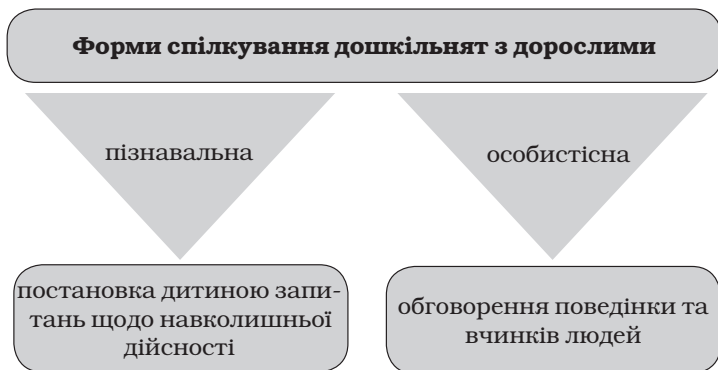 Форми спілкування дошкільнят з дорослими
пізнавальна
особистісна
постановка дитиною запи-
тань щодо навколишньої
дійсності
обговорення поведінки та
вчинків людей